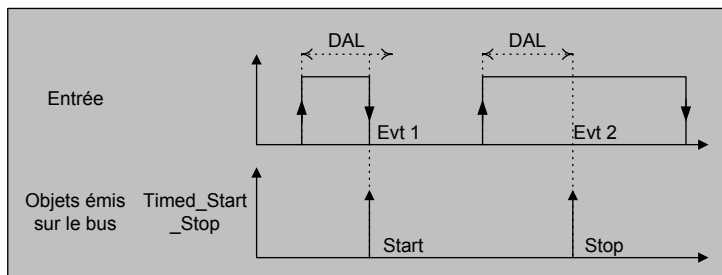 DAL
DAL
Entrée
Evt 1
Evt 2
Objets émis
sur le bus
Timed_Start
_Stop
Start
Stop